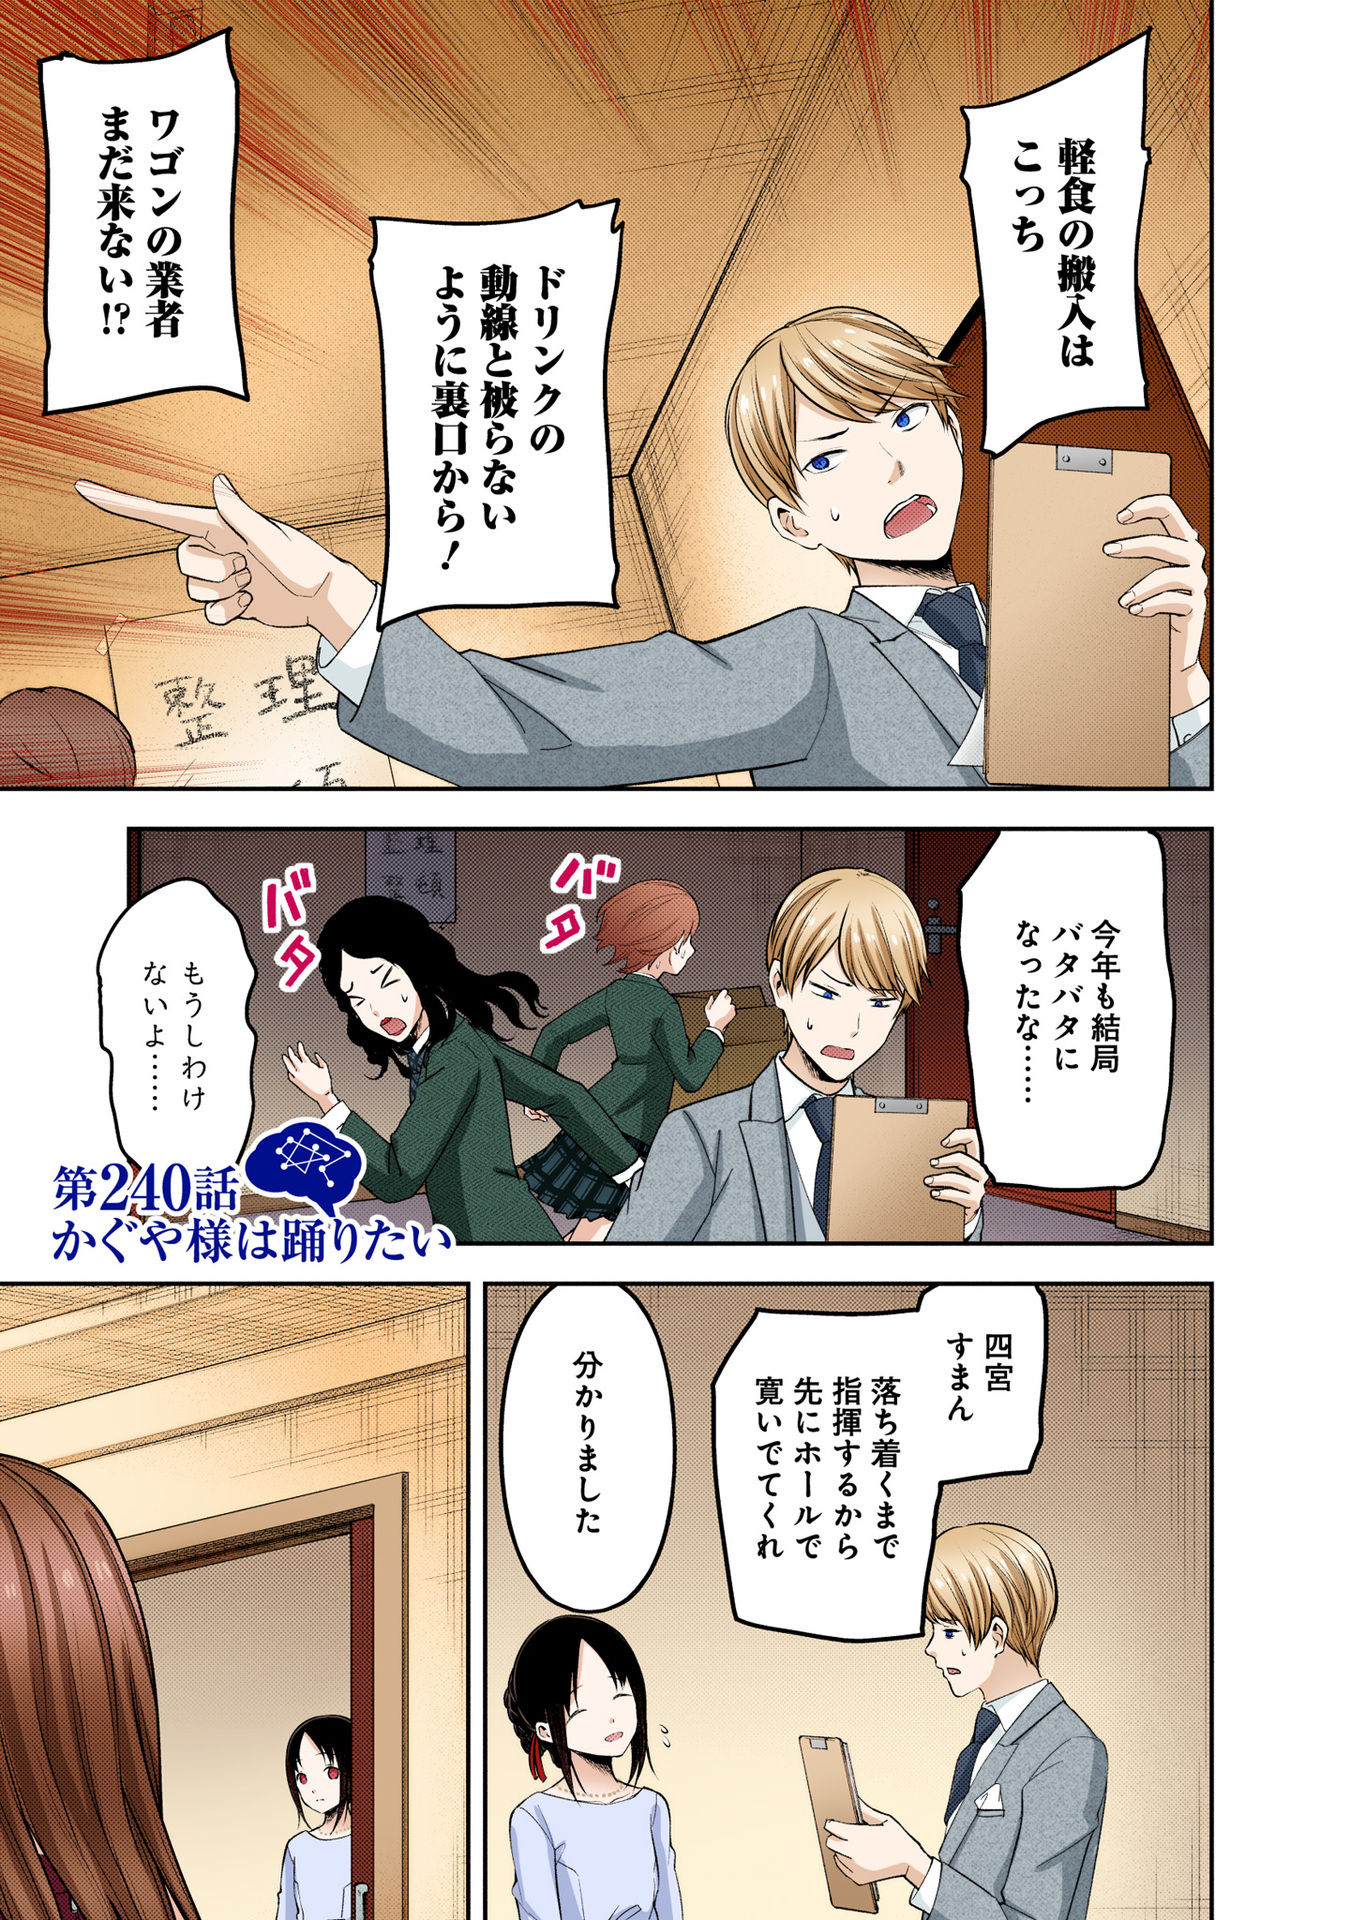 軽食の搬入は
こっち
ドリンクの
動線と被らない
ように裏口から！
ワゴンの業者
まだ来ない!?
整理
今年も結局
バタバタに
なったな……
バタ
バタ
整理
もうしわけ
ないよ……
第240話
かぐや様は踊りたい
四宮
すまん
落ち着くまで
指揮するから
先にホールで
寛いでてくれ
分かりました